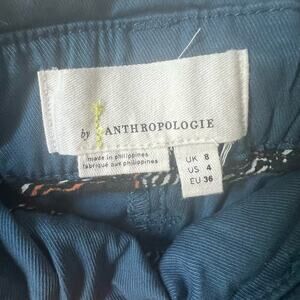 by ANTHROPOLOGIE
made in philippines
fabriqué aux philippines
UK 8
US 4
EU 36